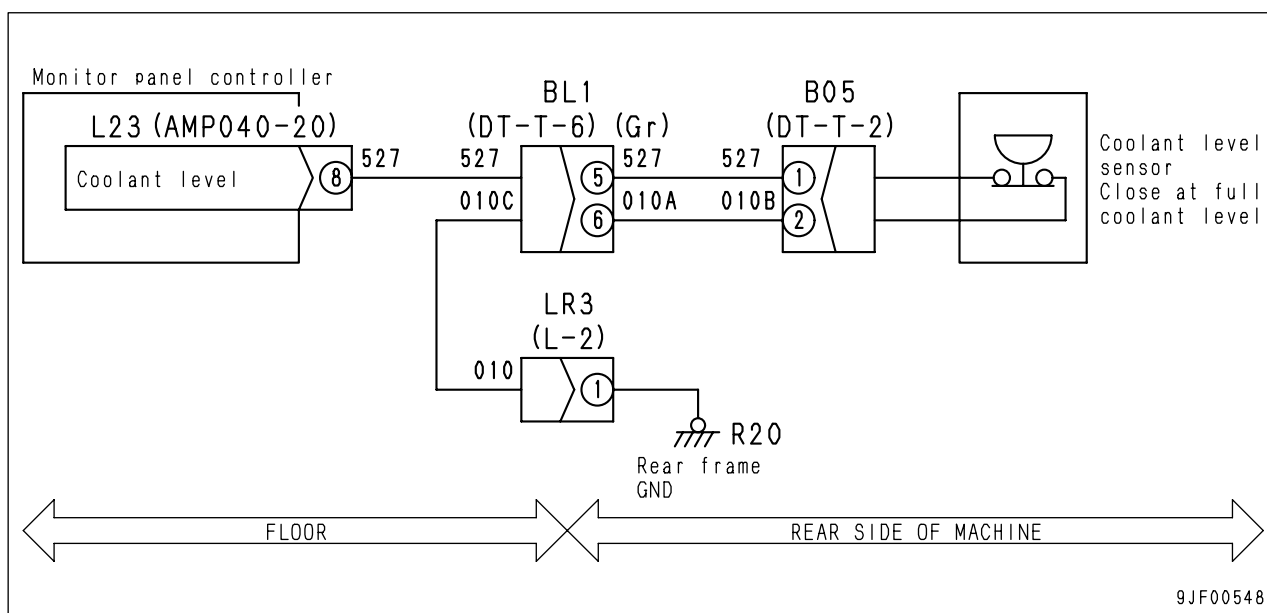 Monitor panel controller
L23 (AMP040-20)
Coolant level
8
527
BL1
(DT-T-6) (Gr)
527
010C
5
6
527
010A
B05
(DT-T-2)
527
010B
1
2
Coolant level
sensor
Close at full
coolant level
LR3
(L-2)
010
1
R20
Rear frame
GND
FLOOR
REAR SIDE OF MACHINE
9JF00548